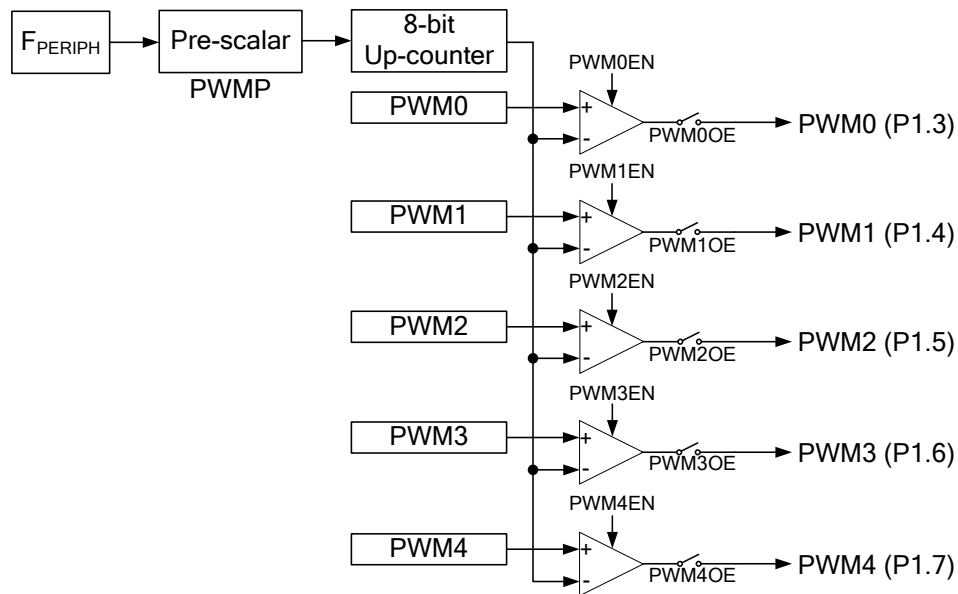 FPERIPH
Pre-scalar
PWMP
8-bit
Up-counter
PWM0
PWM0EN
+
-
PWM0OE
PWM0 (P1.3)
PWM1
PWM1EN
+
-
PWM1OE
PWM1 (P1.4)
PWM2
PWM2EN
+
-
PWM2OE
PWM2 (P1.5)
PWM3
PWM3EN
+
-
PWM3OE
PWM3 (P1.6)
PWM4
PWM4EN
+
-
PWM4OE
PWM4 (P1.7)